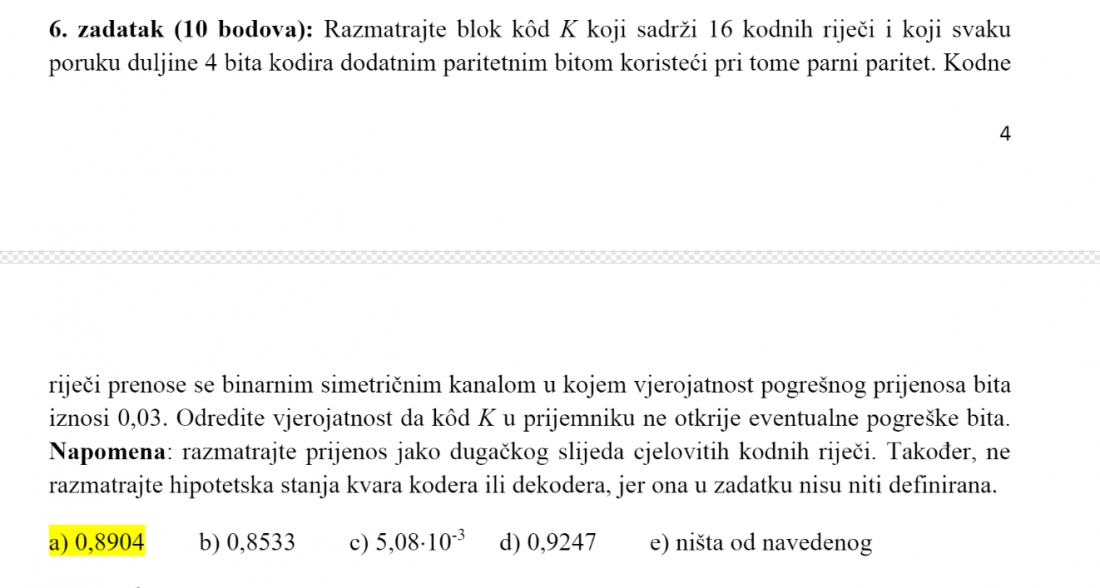 6. zadatak (10 bodova): Razmatrajte blok kôd K koji sadrži 16 kodnih riječi i koji svaku
poruku duljine 4 bita kodira dodatnim paritetnim bitom koristeći pri tome parni paritet. Kodne
4
riječi prenose se binarnim simetričnim kanalom u kojem vjerojatnost pogrešnog prijenosa bita
iznosi 0,03. Odredite vjerojatnost da kôd K u prijemniku ne otkrije eventualne pogreške bita.
Napomena: razmatrajte prijenos jako dugačkog slijeda cjelovitih kodnih riječi. Također, ne
razmatrajte hipotetska stanja kvara kodera ili dekodera, jer ona u zadatku nisu niti definirana.
a) 0,8904 b) 0,8533 c) 5,08·10⁻³ d) 0,9247 e) ništa od navedenog